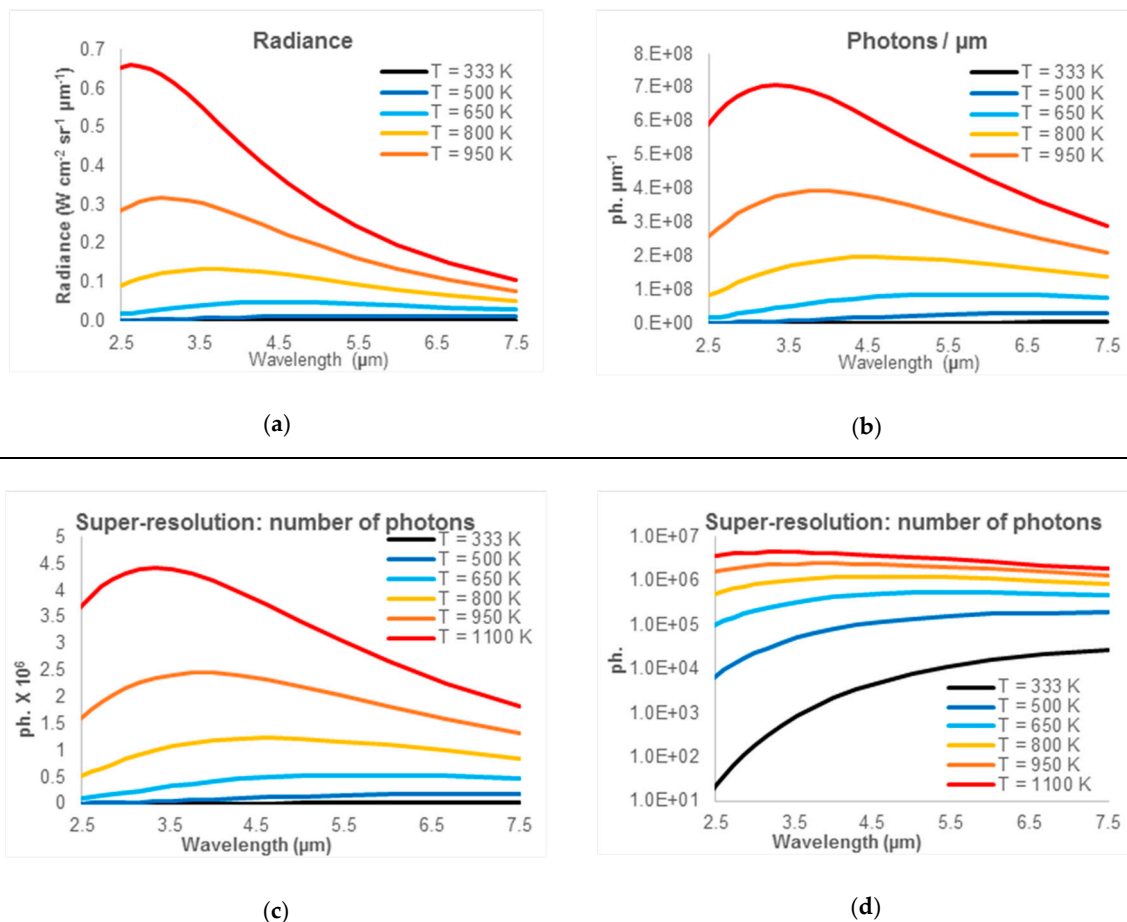 Radiance
0.7
0.6
0.5
0.4
0.3
0.2
0.1
0.0
Radiance (W cm⁻² sr⁻¹ µm⁻¹)
T = 333 K
T = 500 K
T = 650 K
T = 800 K
T = 950 K
2.5 3.5 4.5 5.5 6.5 7.5
Wavelength (µm)
(a)
Photons / µm
8.E+08
7.E+08
6.E+08
5.E+08
4.E+08
3.E+08
2.E+08
1.E+08
0.E+00
ph. µm⁻¹
T = 333 K
T = 500 K
T = 650 K
T = 800 K
T = 950 K
2.5 3.5 4.5 5.5 6.5 7.5
Wavelength (µm)
(b)
Super-resolution: number of photons
5
4.5
4
3.5
3
2.5
2
1.5
1
0.5
0
ph. X 10⁶
T = 333 K
T = 500 K
T = 650 K
T = 800 K
T = 950 K
T = 1100 K
2.5 3.5 4.5 5.5 6.5 7.5
Wavelength (µm)
(c)
Super-resolution: number of photons
1.0E+07
1.0E+06
1.0E+05
1.0E+04
1.0E+03
1.0E+02
1.0E+01
ph.
T = 333 K
T = 500 K
T = 650 K
T = 800 K
T = 950 K
T = 1100 K
2.5 3.5 4.5 5.5 6.5 7.5
Wavelength (µm)
(d)